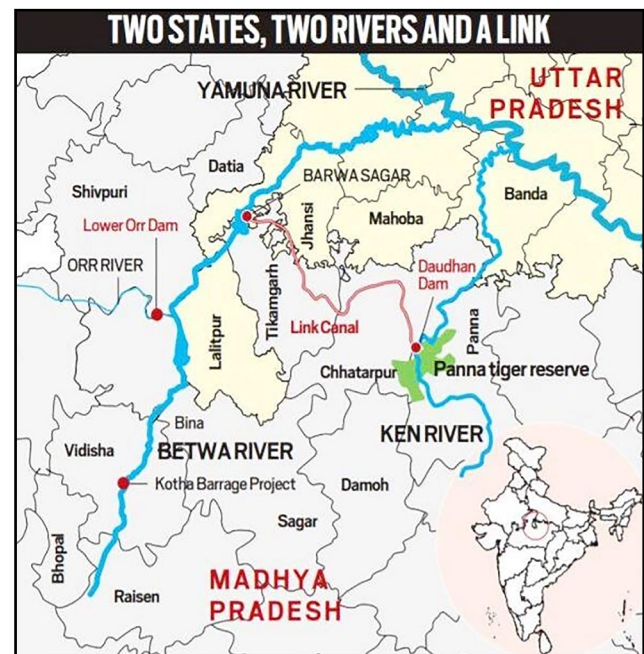 TWO STATES, TWO RIVERS AND A LINK
YAMUNA RIVER
UTTAR
PRADESH
Datia
BARWA SAGAR
Shivpuri
Banda
Lower Orr Dam
Jhansi
Mahoba
ORR RIVER
Daudhan
Dam
Tikamgarh
Link Canal
Lalitpur
Panna
Chhatarpur
Panna tiger reserve
Bina
KEN RIVER
Vidisha
BETWA RIVER
Kotha Barrage Project
Damoh
Sagar
Bhopal
MADHYA
PRADESH
Raisen